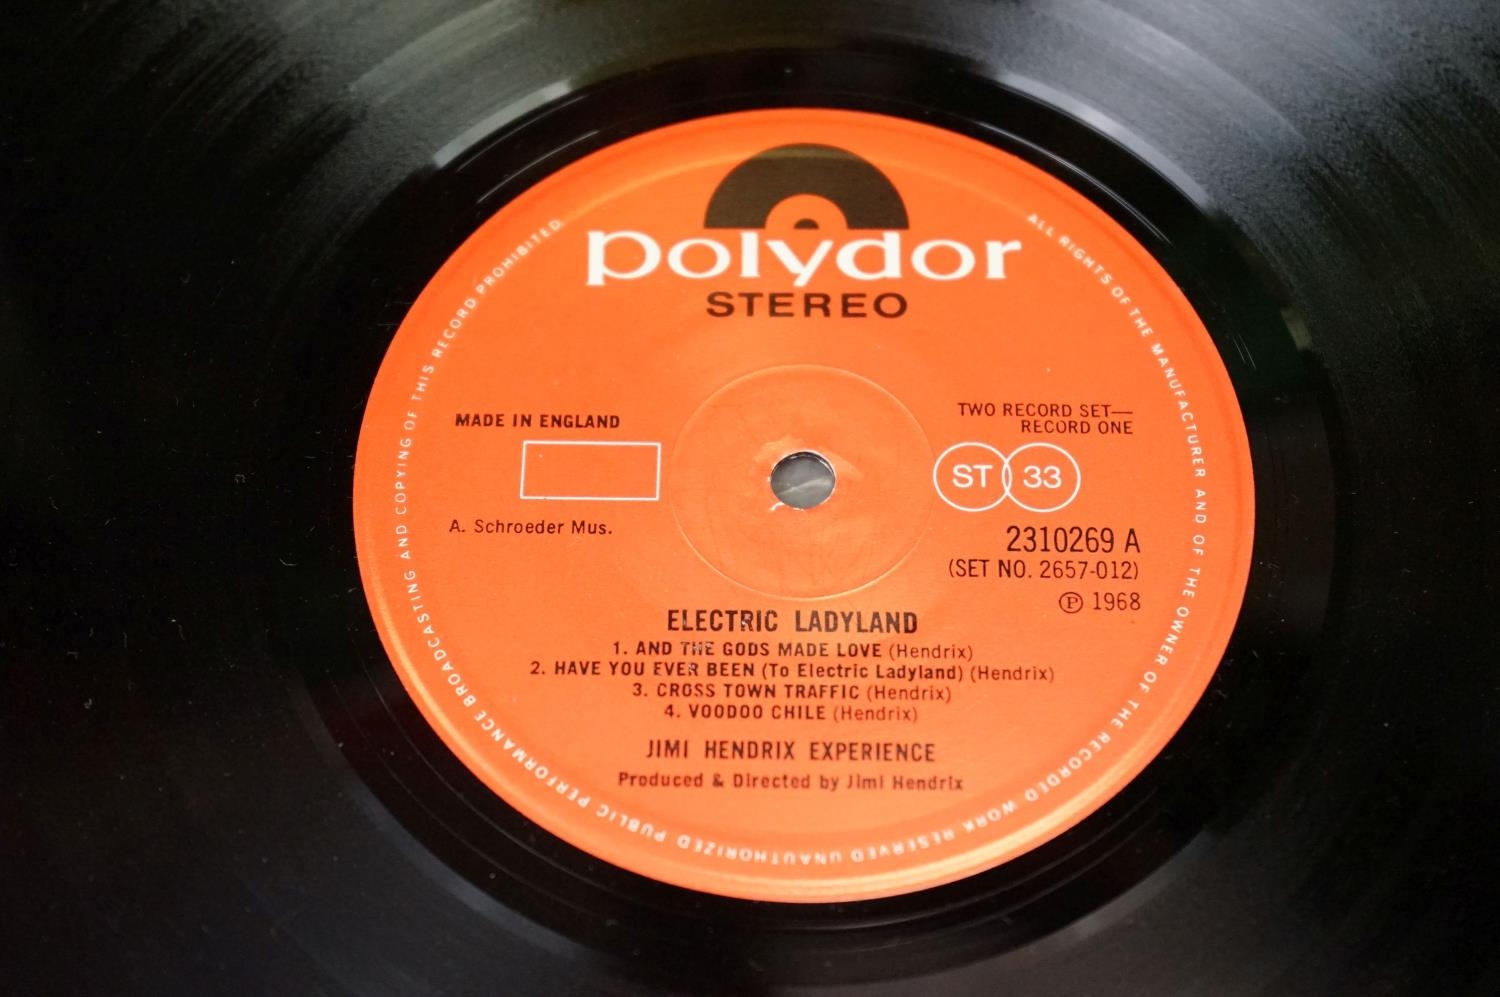 polydor
STEREO
ALL RIGHTS OF THE MANUFACTURER AND OF THE OWNER OF THE RECORDED WORK RESERVED UNAUTHORIZED PUBLIC PERFORMANCE BROADCASTING AND COPYING OF THIS RECORD PROHIBITED
MADE IN ENGLAND
TWO RECORD SET—
RECORD ONE
ST 33
A. Schroeder Mus.
2310269 A
(SET NO. 2657-012)
℗ 1968
ELECTRIC LADYLAND
1. AND THE GODS MADE LOVE (Hendrix)
2. HAVE YOU EVER BEEN (To Electric Ladyland) (Hendrix)
3. CROSS TOWN TRAFFIC (Hendrix)
4. VOODOO CHILE (Hendrix)
JIMI HENDRIX EXPERIENCE
Produced & Directed by Jimi Hendrix